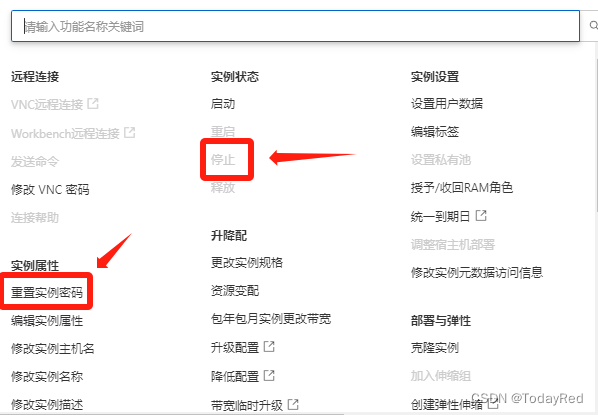 请输入功能名称关键词
远程连接
VNC远程连接
Workbench远程连接
发送命令
修改 VNC 密码
连接帮助
实例属性
重置实例密码
编辑实例属性
修改实例主机名
修改实例名称
修改实例描述
实例状态
启动
重启
停止
释放
升降配
更改实例规格
资源变配
包年包月实例更改带宽
升级配置
降低配置
带宽临时升级
实例设置
设置用户数据
编辑标签
设置私有池
授予/收回RAM角色
统一到期日
调整宿主机部署
修改实例元数据访问信息
部署与弹性
克隆实例
加入伸缩组
创建弹性伸缩
CSDN @TodayRed